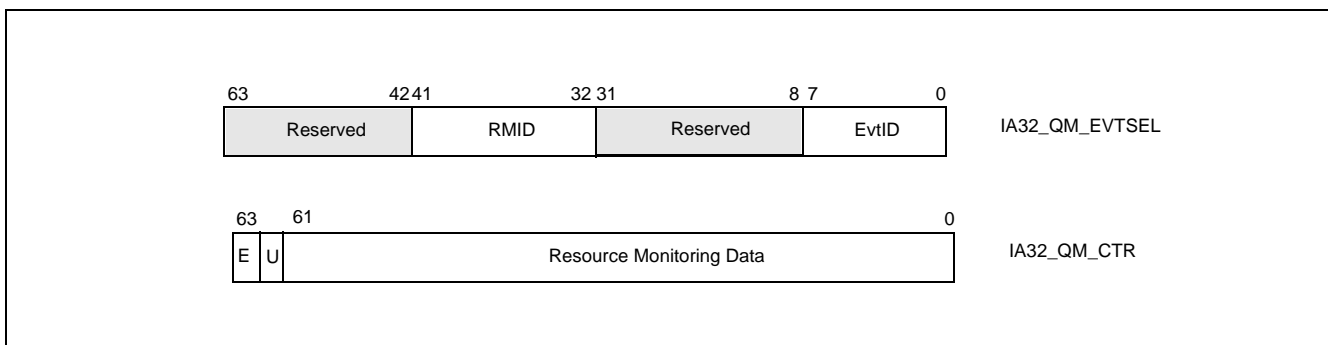 63 42 41 32 31 8 7 0
Reserved RMID Reserved EvtID IA32_QM_EVTSEL
63 61 0
E U Resource Monitoring Data IA32_QM_CTR